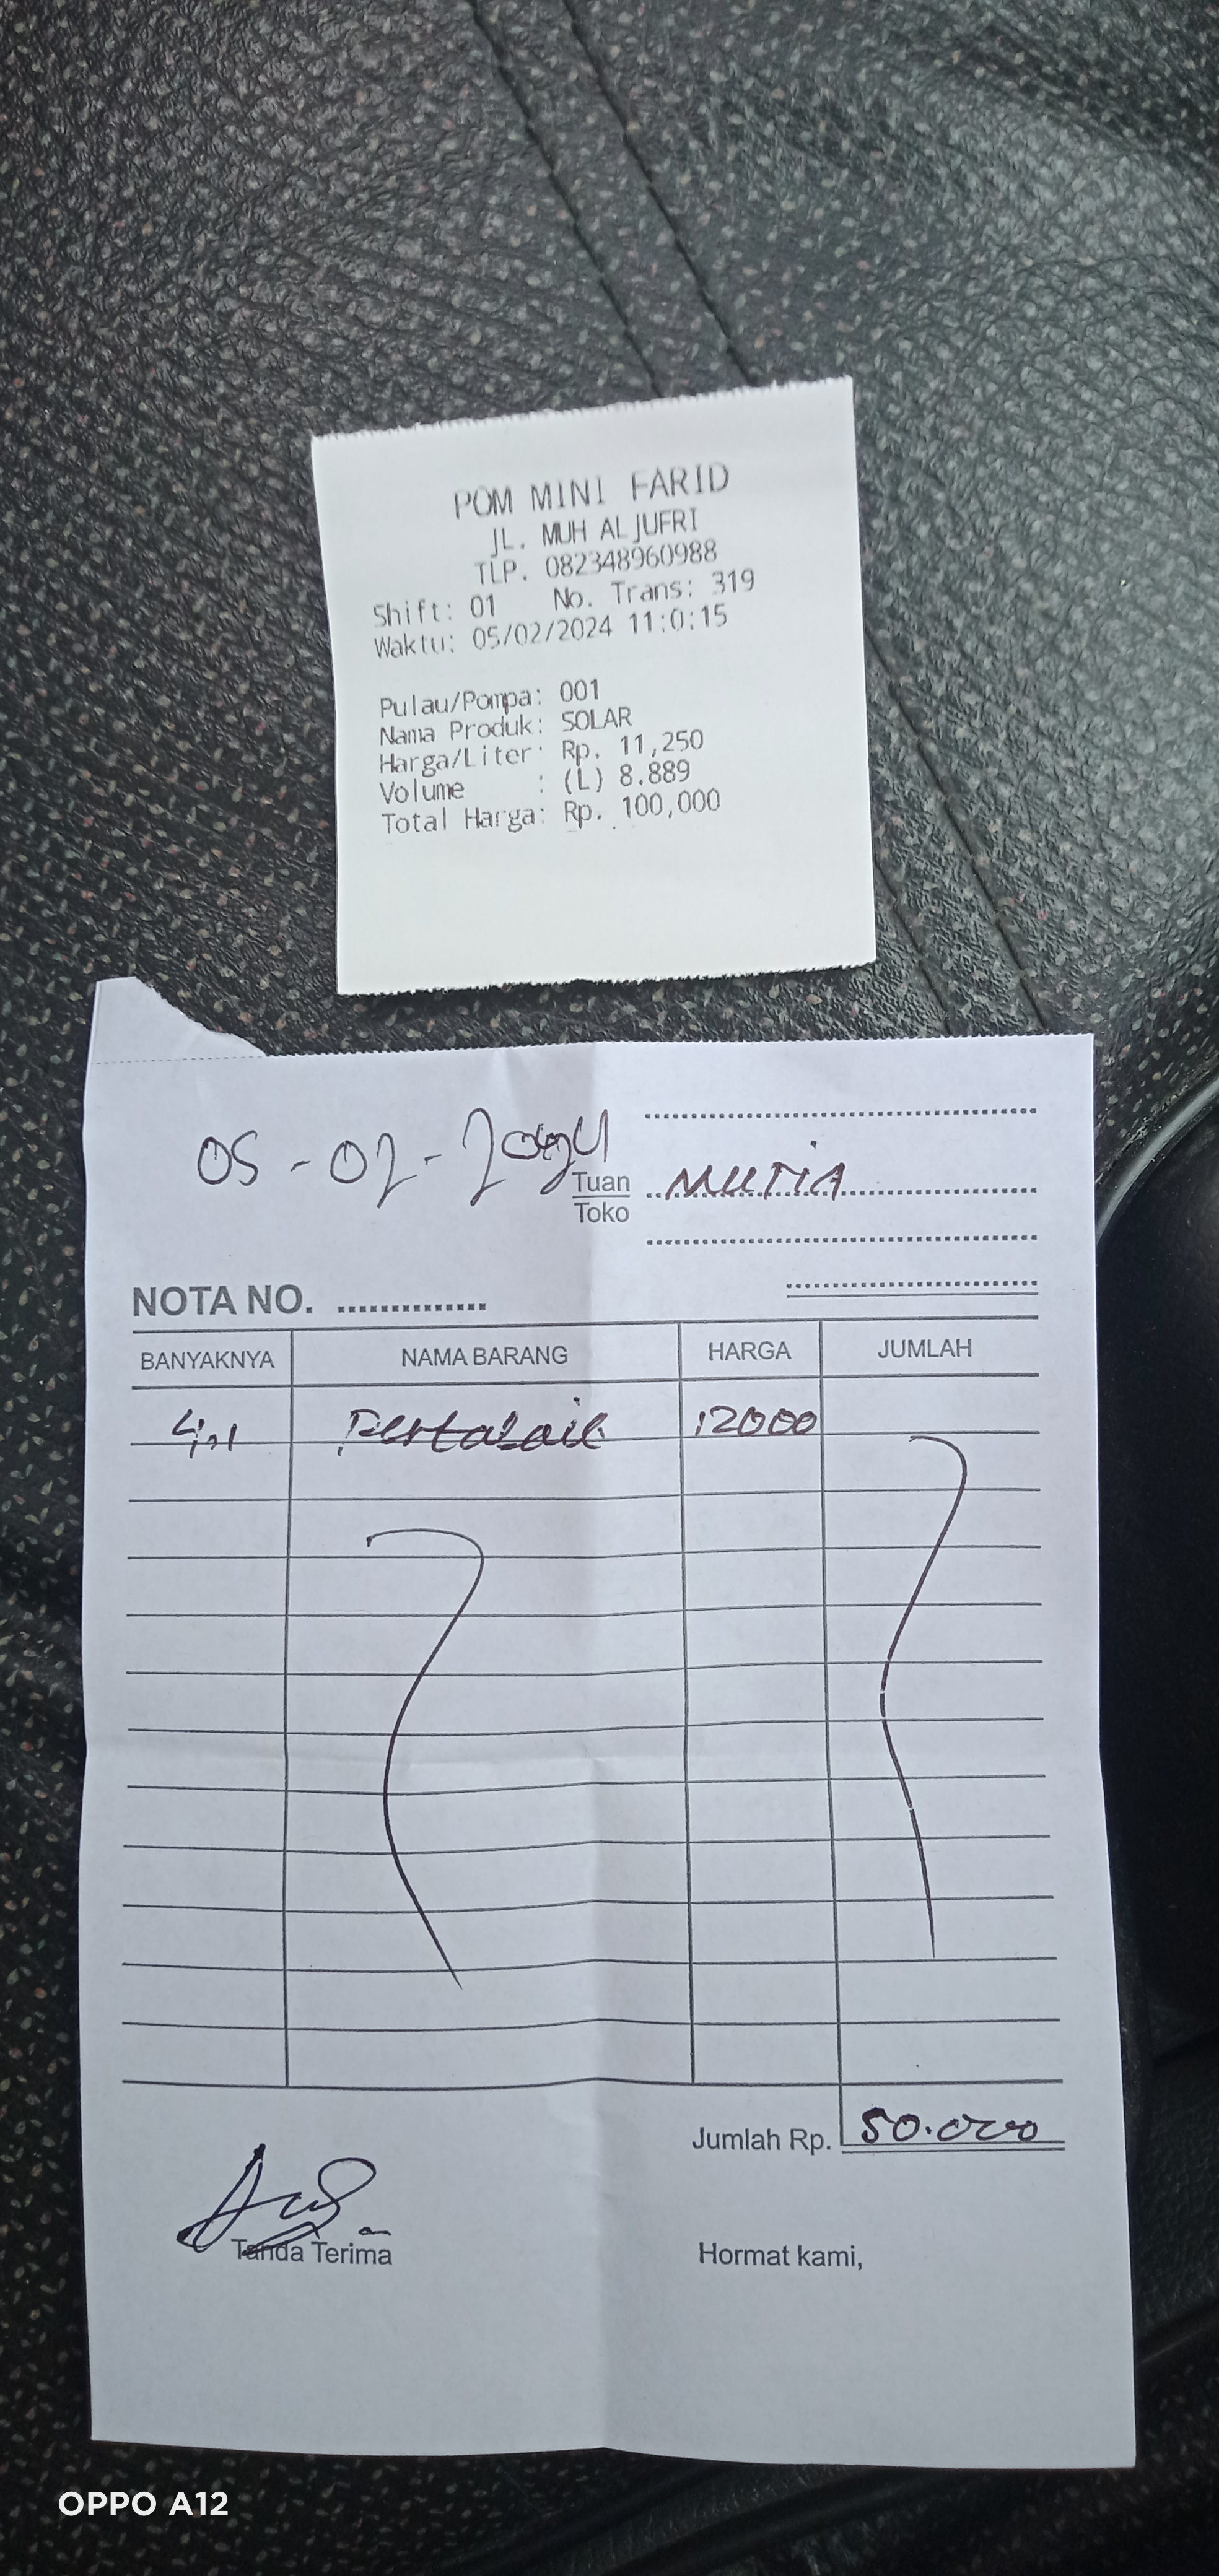 POM MINI FARID
JL. MUH ALJUFRI
TLP. 082348960988
Shift: 01 No. Trans: 319
Waktu: 05/02/2024 11:0:15
Pulau/Pompa: 001
Nama Produk: SOLAR
Harga/Liter: Rp. 11,250
Volume : (L) 8.889
Total Harga: Rp. 100,000
05-02-2024
Tuan MUTIA
Toko
NOTA NO. ...............
BANYAKNYA NAMA BARANG HARGA JUMLAH
4,1 Pertalait 12000
Jumlah Rp. 50.000
Tanda Terima Hormat kami,
OPPO A12